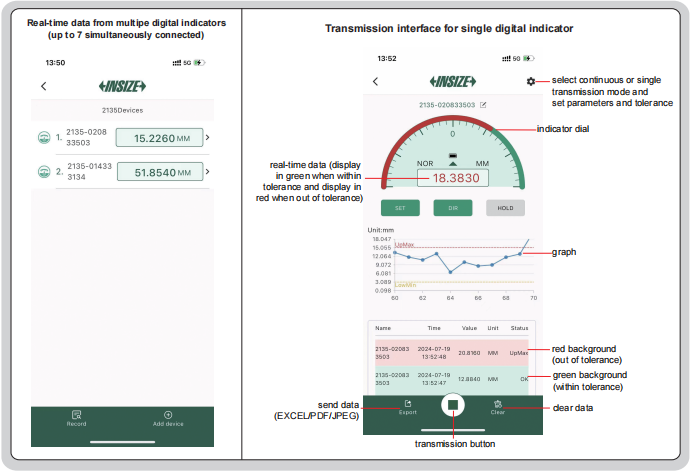 Real-time data from multipe digital indicators
(up to 7 simultaneously connected)
13:50
5G
INSIZE
2135Devices
1.
2135-0208
33503
15.2260 MM
2.
2135-01433
3134
51.8540 MM
Record
Add device
Transmission interface for single digital indicator
13:52
5G
INSIZE
select continuous or single
transmission mode and
set parameters and tolerance
2135-020833503
indicator dial
0
NOR
MM
18.3830
real-time data (display
in green when within
tolerance and display in
red when out of tolerance)
SET
DIR
HOLD
Unit:mm
18.047
15.055
12.064
9.072
6.081
3.089
0.098
UpMax
LowMin
60
62
64
66
68
70
graph
Name
Time
Value
Unit
Status
2135-02083
3503
2024-07-19
13:52:48
20.8160
MM
UpMax
2135-02083
3503
2024-07-19
13:52:47
12.8840
MM
OK
red background
(out of tolerance)
green background
(within tolerance)
send data
(EXCEL/PDF/JPEG)
Export
Clear
clear data
transmission button